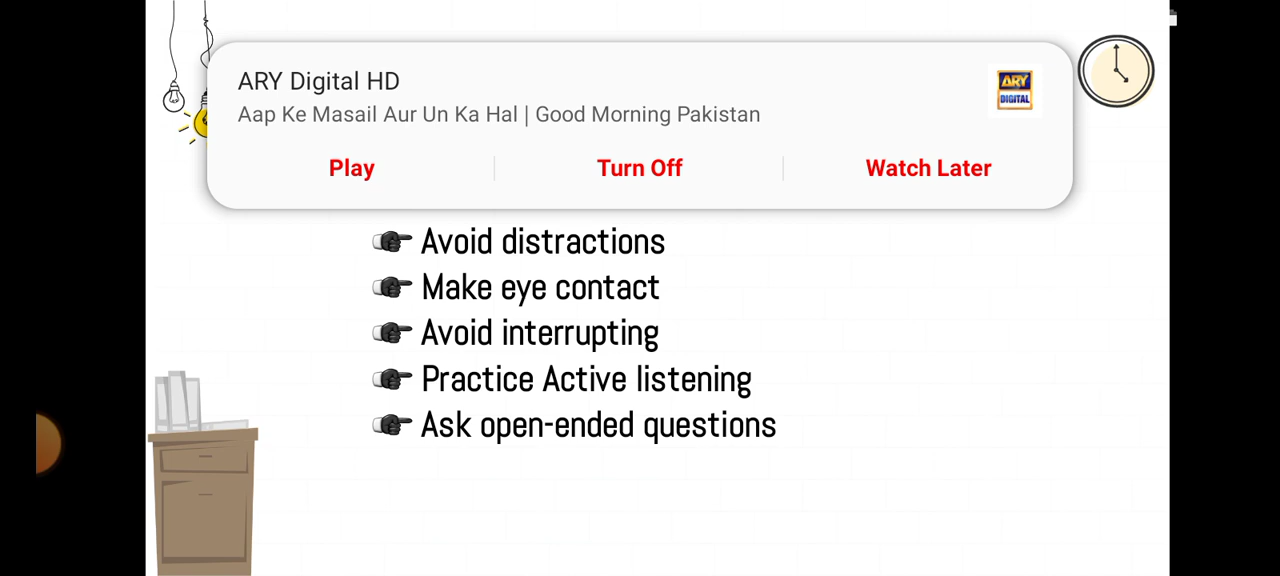 ARY Digital HD
Aap Ke Masail Aur Un Ka Hal | Good Morning Pakistan
ARY
DIGITAL
Play
Turn Off
Watch Later
Avoid distractions
Make eye contact
Avoid interrupting
Practice Active listening
Ask open-ended questions